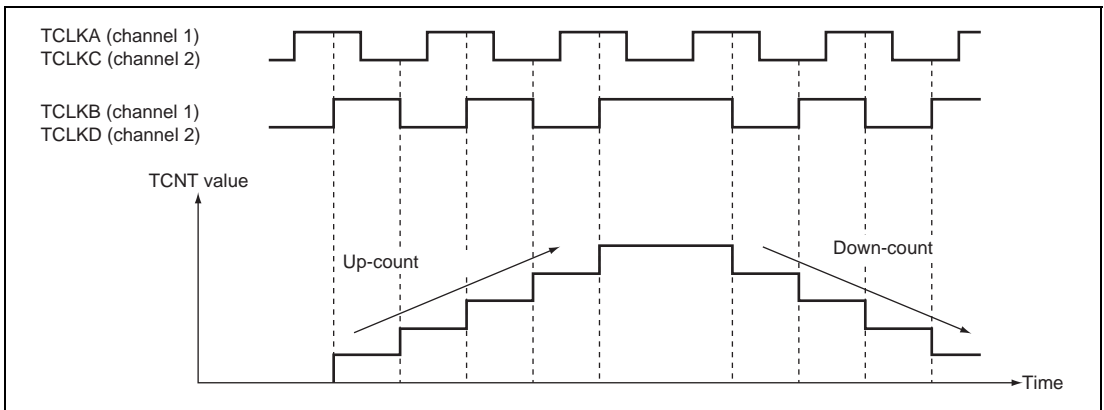 TCLKA (channel 1)
TCLKC (channel 2)
TCLKB (channel 1)
TCLKD (channel 2)
TCNT value
Up-count
Down-count
Time